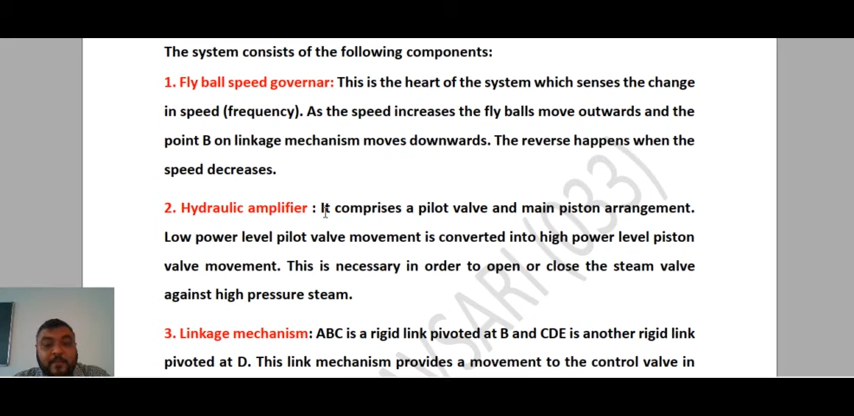 The system consists of the following components:
1. Fly ball speed governar: This is the heart of the system which senses the change
in speed (frequency). As the speed increases the fly balls move outwards and the
point B on linkage mechanism moves downwards. The reverse happens when the
speed decreases.
2. Hydraulic amplifier : It comprises a pilot valve and main piston arrangement.
Low power level pilot valve movement is converted into high power level piston
valve movement. This is necessary in order to open or close the steam valve
against high pressure steam.
3. Linkage mechanism: ABC is a rigid link pivoted at B and CDE is another rigid link
pivoted at D. This link mechanism provides a movement to the control valve in
VSARI (033)